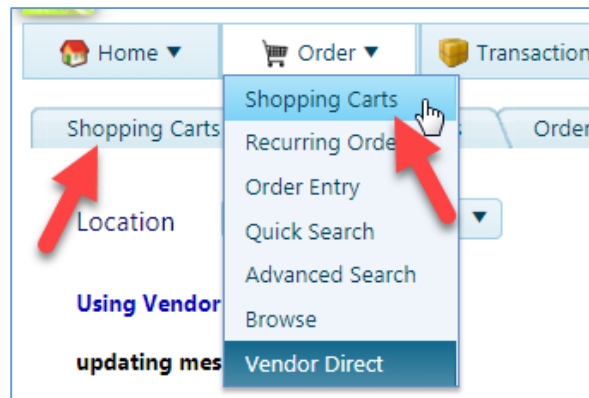 Home ▼ Order ▼ Transaction
Shopping Carts
Shopping Carts Order
Recurring Orde
Order Entry
Location ▼
Quick Search
Advanced Search
Using Vendor
Browse
updating mes
Vendor Direct